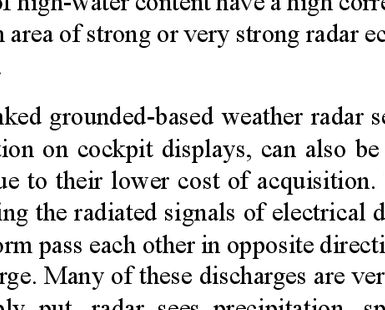 of high-water content have a high corre
n area of strong or very strong radar ec
.
nked grounded-based weather radar se
tion on cockpit displays, can also be
ue to their lower cost of acquisition.
ing the radiated signals of electrical d
orm pass each other in opposite directi
rge. Many of these discharges are ver
ply put, radar sees precipitation, sp